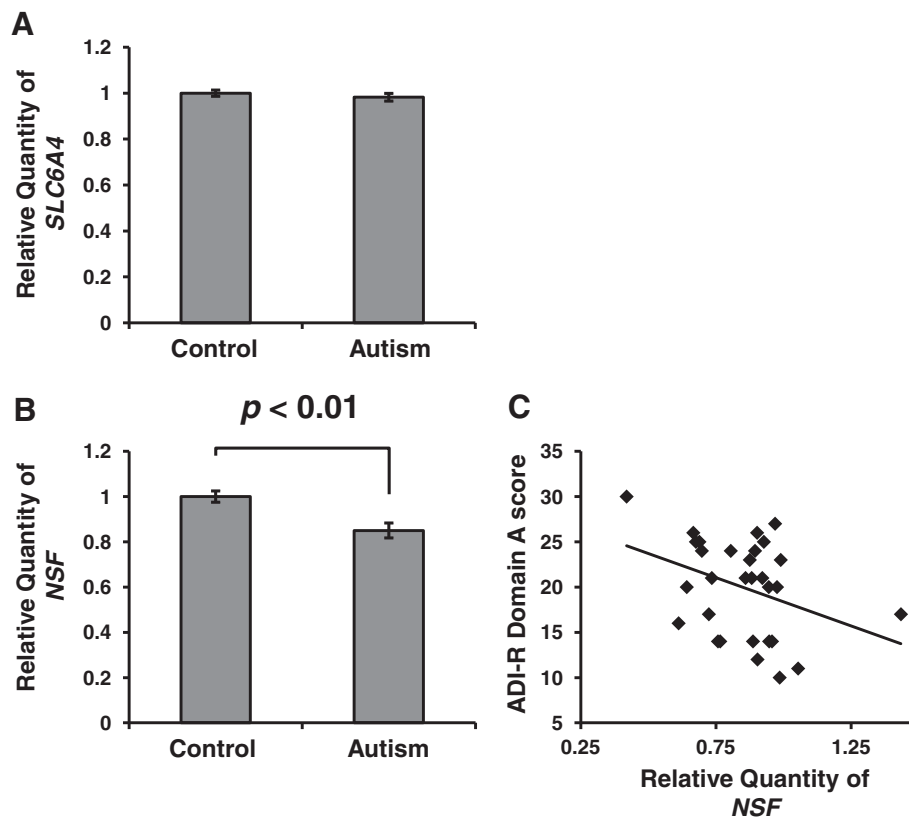 A
Relative Quantity of
SLC6A4
1.2
1
0.8
0.6
0.4
0.2
0
Control Autism
B
p < 0.01
Relative Quantity of
NSF
1.2
1
0.8
0.6
0.4
0.2
0
Control Autism
C
ADI-R Domain A score
35
30
25
20
15
10
5
0.25 0.75 1.25
Relative Quantity of
NSF